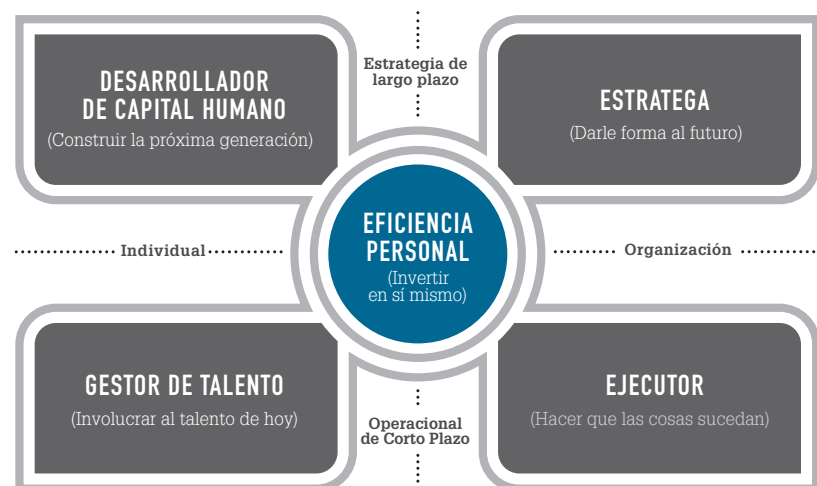 Estrategia de
largo plazo
DESARROLLADOR
DE CAPITAL HUMANO
(Construir la próxima generación)
ESTRATEGA
(Darle forma al futuro)
Individual
EFICIENCIA
PERSONAL
(Invertir
en sí mismo)
Organización
GESTOR DE TALENTO
(Involucrar al talento de hoy)
EJECUTOR
(Hacer que las cosas sucedan)
Operacional
de Corto Plazo